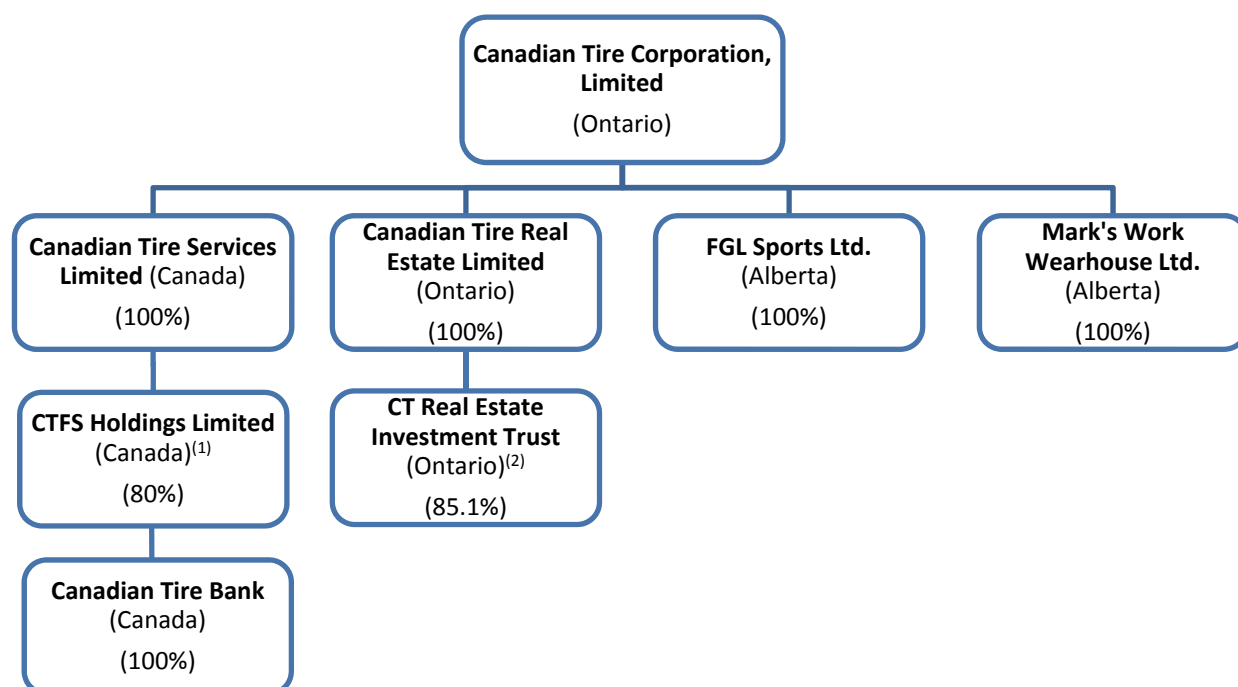 Canadian Tire Corporation,
Limited
(Ontario)
Canadian Tire Services
Limited (Canada)
(100%)
Canadian Tire Real
Estate Limited
(Ontario)
(100%)
FGL Sports Ltd.
(Alberta)
(100%)
Mark's Work
Wearhouse Ltd.
(Alberta)
(100%)
CTFS Holdings Limited
(Canada)(1)
(80%)
CT Real Estate
Investment Trust
(Ontario)(2)
(85.1%)
Canadian Tire Bank
(Canada)
(100%)